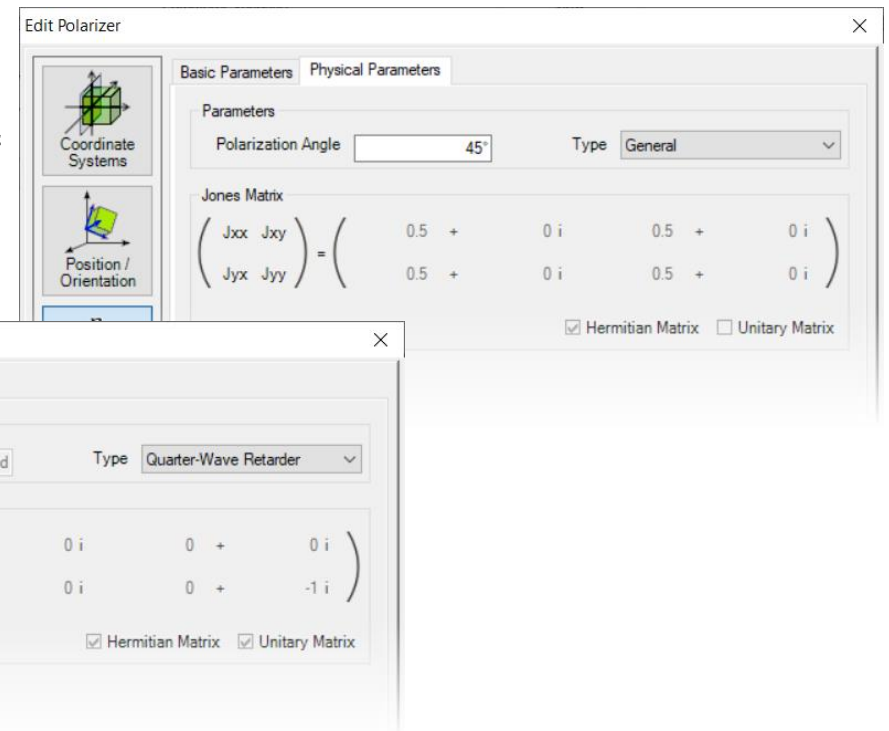 Edit Polarizer
Basic Parameters Physical Parameters
Coordinate
Systems
Position /
Orientation
Parameters
Polarization Angle 45° Type General
Jones Matrix
Jxx Jxy = 0.5 + 0 i 0.5 + 0 i
Jyx Jyy 0.5 + 0 i 0.5 + 0 i
Hermitian Matrix Unitary Matrix
Type Quarter-Wave Retarder
0 i 0 + 0 i
0 i 0 + -1 i
Hermitian Matrix Unitary Matrix